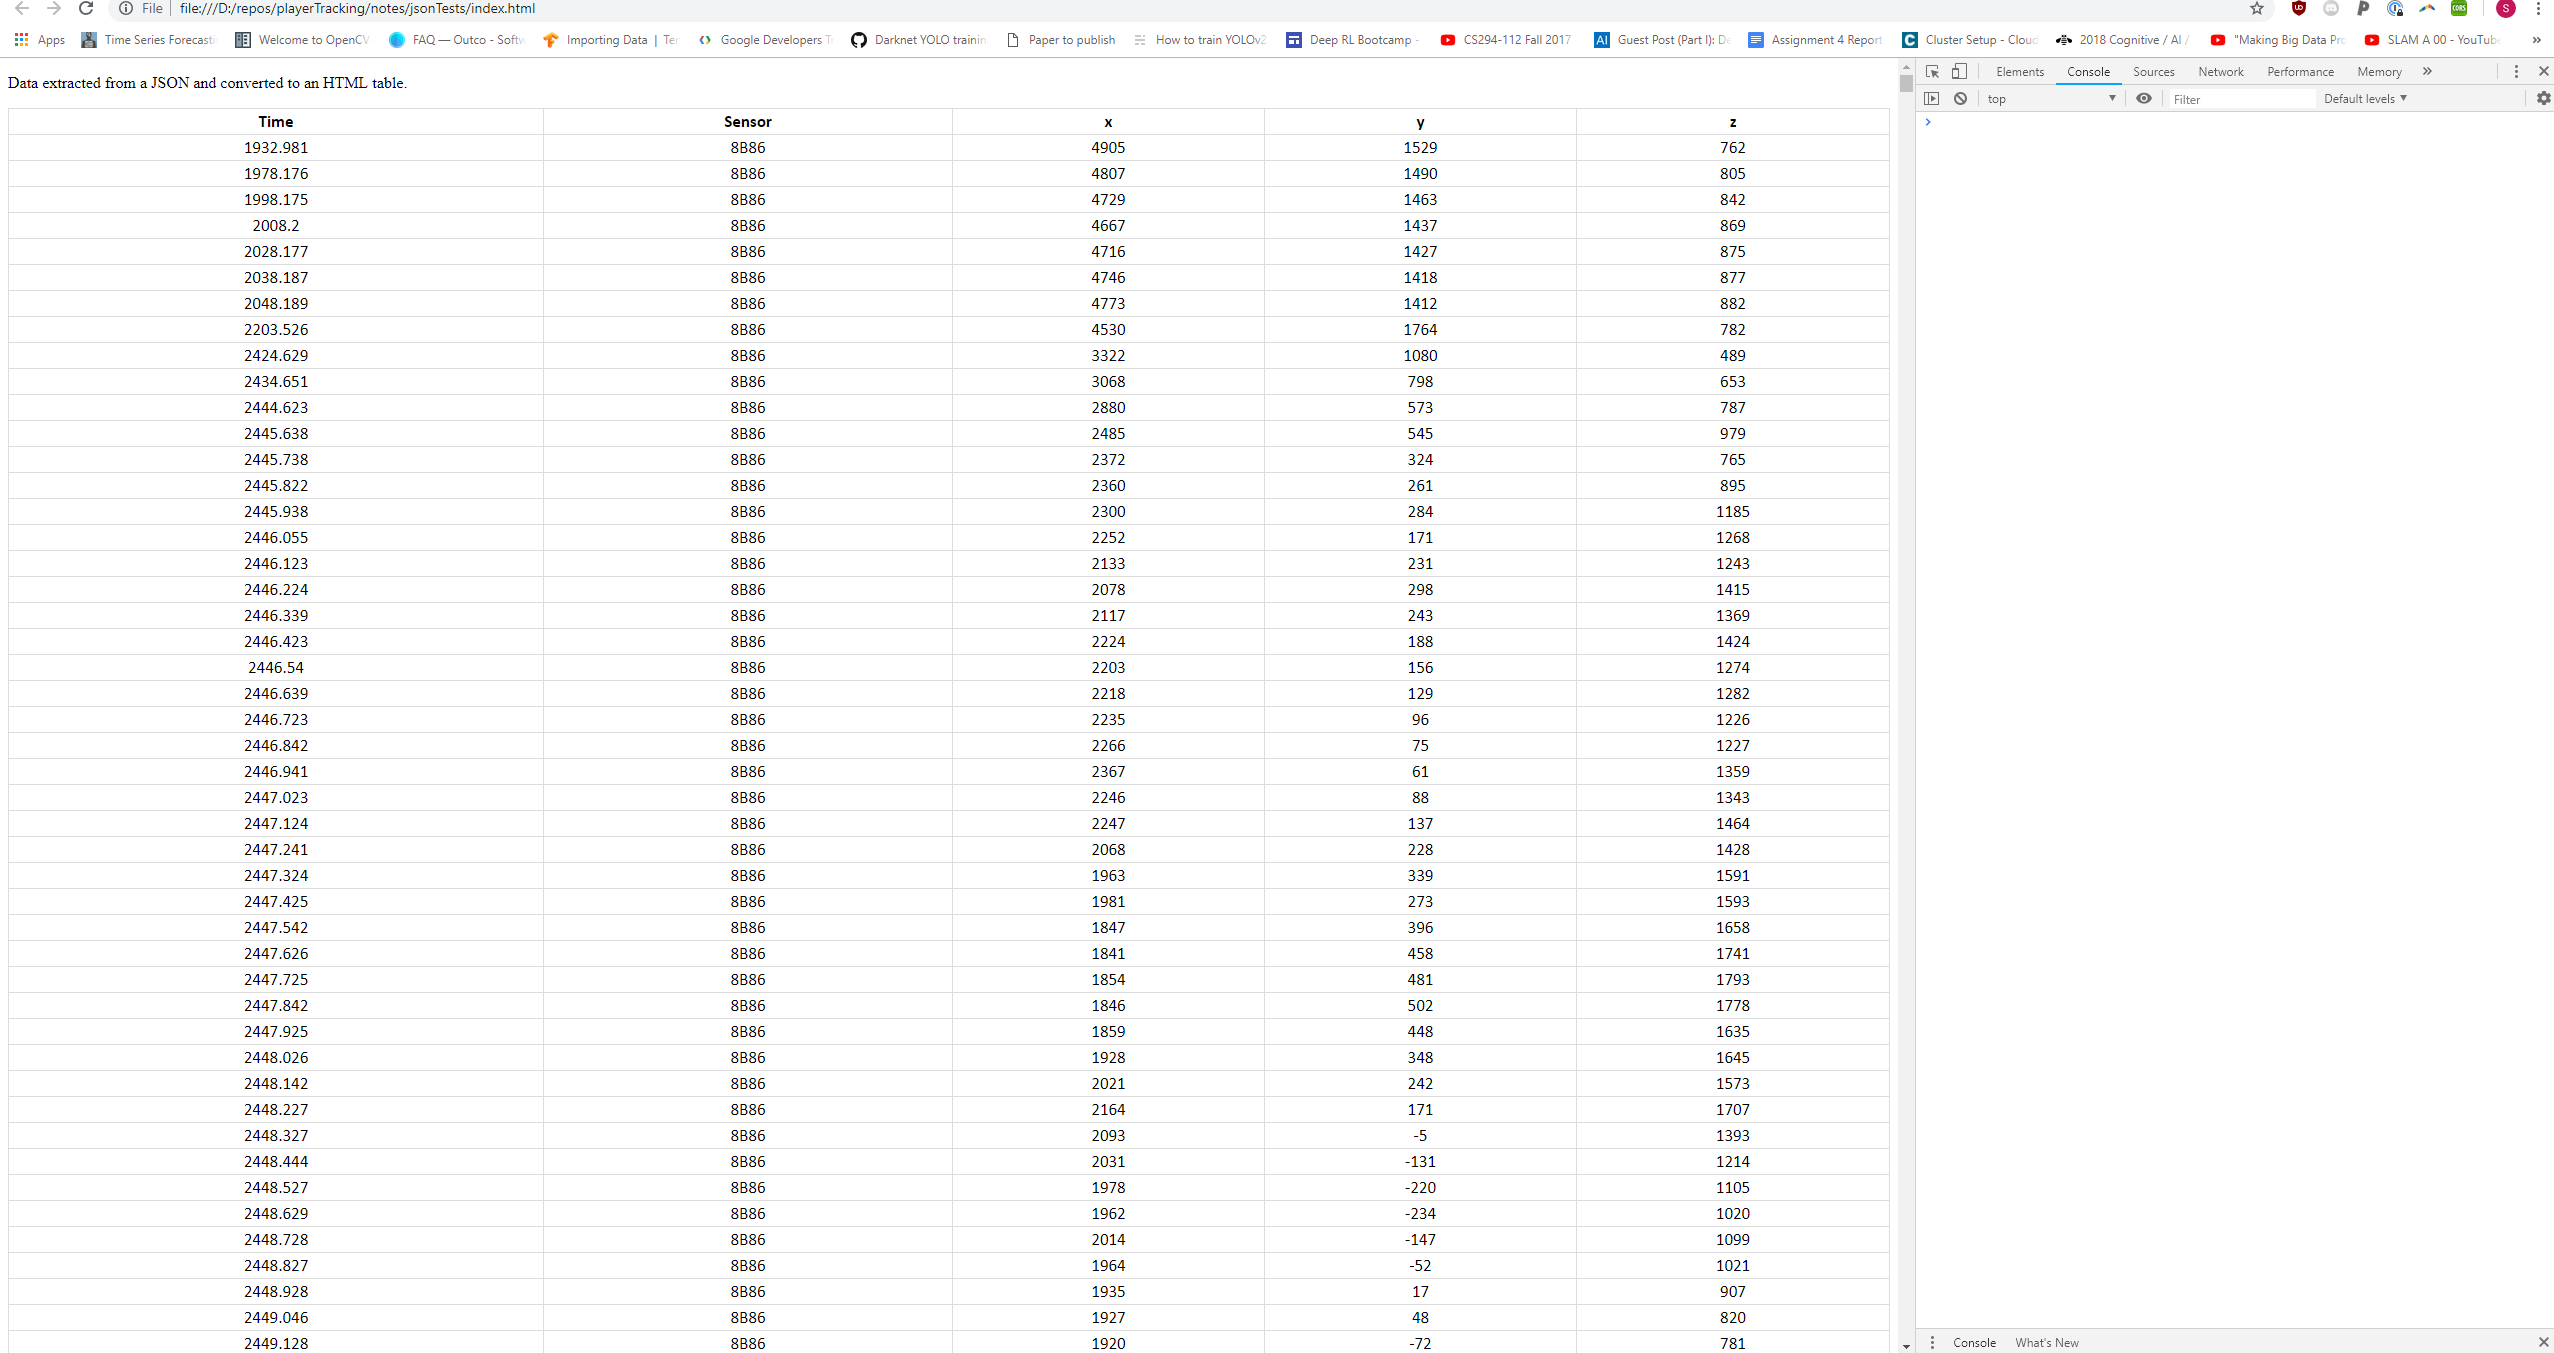 File file:///D:/repos/playerTracking/notes/jsonTests/index.html
Apps Time Series Forecasti Welcome to OpenCV FAQ — Outco - Softw Importing Data | Ter Google Developers T Darknet YOLO trainin Paper to publish How to train YOLOv2 Deep RL Bootcamp - CS294-112 Fall 2017 AI Guest Post (Part I): De Assignment 4 Report C Cluster Setup - Cloud 2018 Cognitive / AI / "Making Big Data Pro SLAM A 00 - YouTube »
Data extracted from a JSON and converted to an HTML table.
Elements Console Sources Network Performance Memory »
top Filter Default levels
Time Sensor x y z
1932.981 8B86 4905 1529 762
1978.176 8B86 4807 1490 805
1998.175 8B86 4729 1463 842
2008.2 8B86 4667 1437 869
2028.177 8B86 4716 1427 875
2038.187 8B86 4746 1418 877
2048.189 8B86 4773 1412 882
2203.526 8B86 4530 1764 782
2424.629 8B86 3322 1080 489
2434.651 8B86 3068 798 653
2444.623 8B86 2880 573 787
2445.638 8B86 2485 545 979
2445.738 8B86 2372 324 765
2445.822 8B86 2360 261 895
2445.938 8B86 2300 284 1185
2446.055 8B86 2252 171 1268
2446.123 8B86 2133 231 1243
2446.224 8B86 2078 298 1415
2446.339 8B86 2117 243 1369
2446.423 8B86 2224 188 1424
2446.54 8B86 2203 156 1274
2446.639 8B86 2218 129 1282
2446.723 8B86 2235 96 1226
2446.842 8B86 2266 75 1227
2446.941 8B86 2367 61 1359
2447.023 8B86 2246 88 1343
2447.124 8B86 2247 137 1464
2447.241 8B86 2068 228 1428
2447.324 8B86 1963 339 1591
2447.425 8B86 1981 273 1593
2447.542 8B86 1847 396 1658
2447.626 8B86 1841 458 1741
2447.725 8B86 1854 481 1793
2447.842 8B86 1846 502 1778
2447.925 8B86 1859 448 1635
2448.026 8B86 1928 348 1645
2448.142 8B86 2021 242 1573
2448.227 8B86 2164 171 1707
2448.327 8B86 2093 -5 1393
2448.444 8B86 2031 -131 1214
2448.527 8B86 1978 -220 1105
2448.629 8B86 1962 -234 1020
2448.728 8B86 2014 -147 1099
2448.827 8B86 1964 -52 1021
2448.928 8B86 1935 17 907
2449.046 8B86 1927 48 820
2449.128 8B86 1920 -72 781
Console What's New